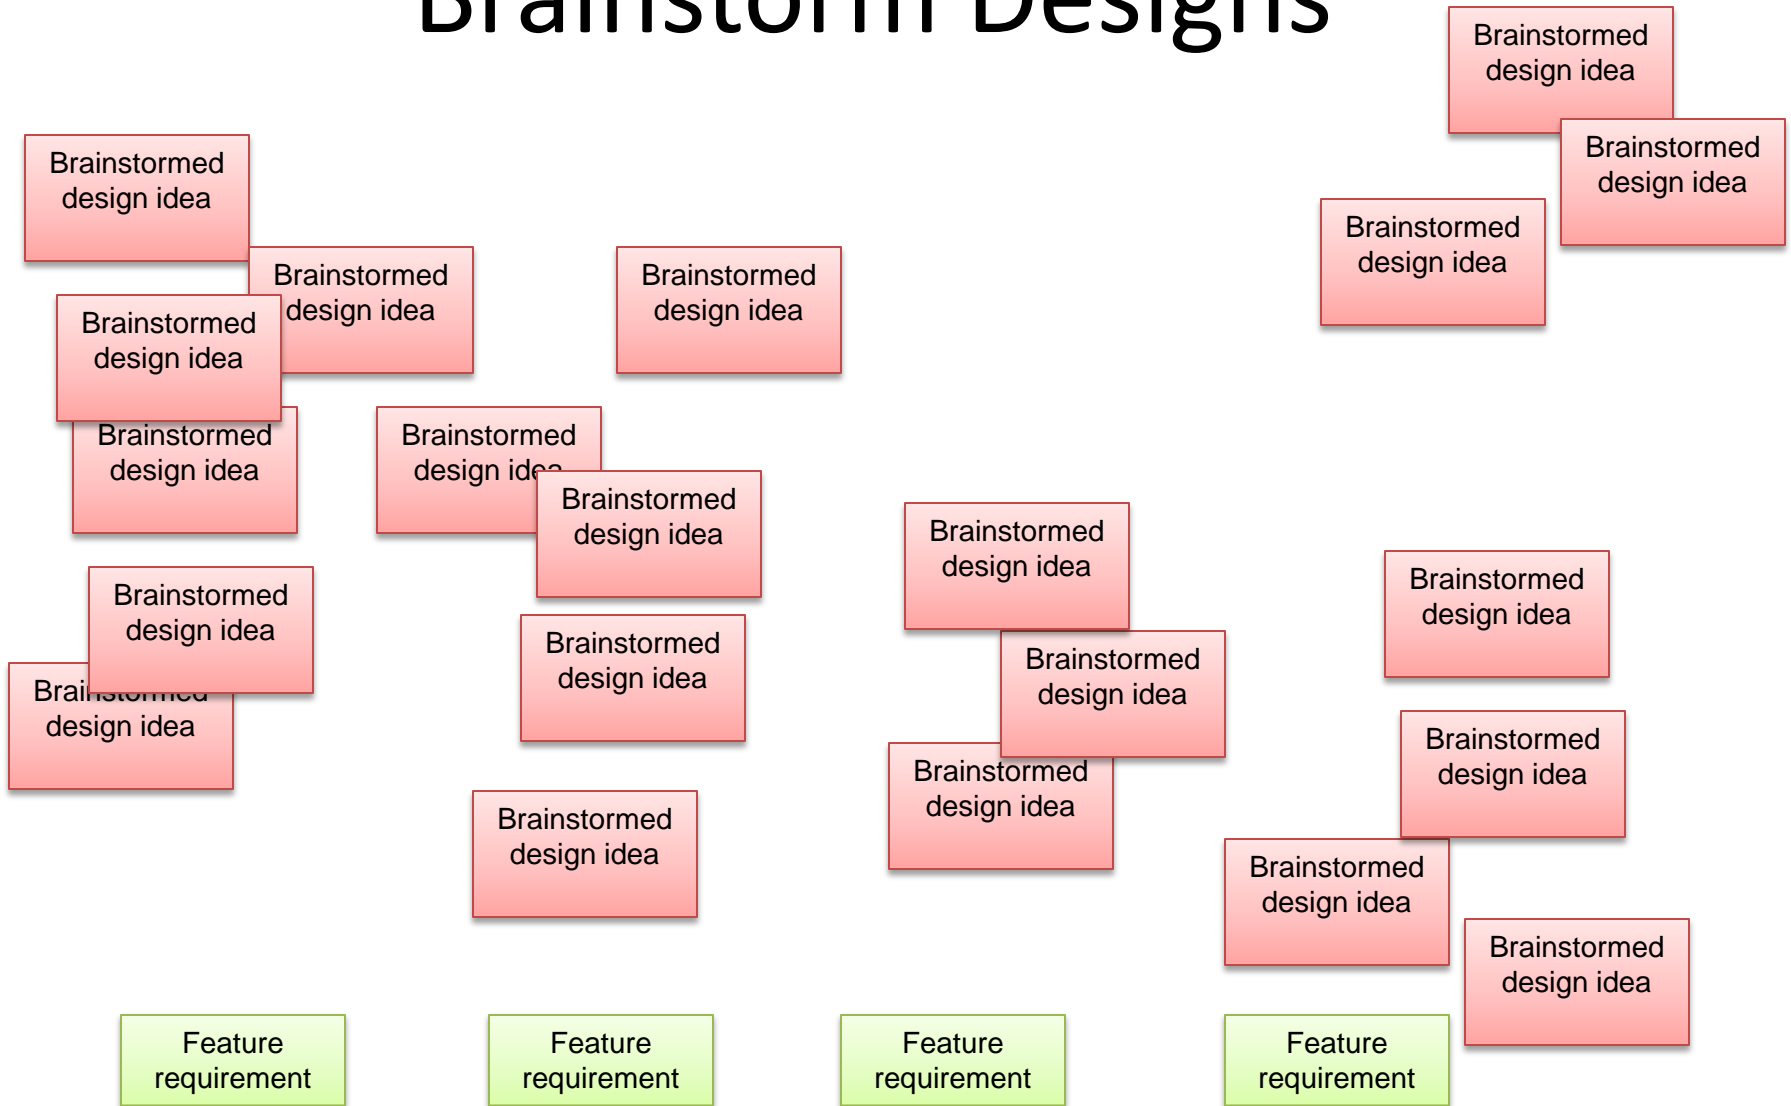 Brainstorm Designs
Brainstormed
design idea
Brainstormed
design idea
Brainstormed
design idea
Brainstormed
design idea
Brainstormed
design idea
Brainstormed
design idea
Brainstormed
design idea
Brainstormed
design idea
Brainstormed
design idea
Brainstormed
design idea
Brainstormed
design idea
Brainstormed
design idea
Brainstormed
design idea
Brainstormed
design idea
Brainstormed
design idea
Brainstormed
design idea
Brainstormed
design idea
Brainstormed
design idea
Brainstormed
design idea
Brainstormed
design idea
Brainstormed
design idea
Feature
requirement
Feature
requirement
Feature
requirement
Feature
requirement